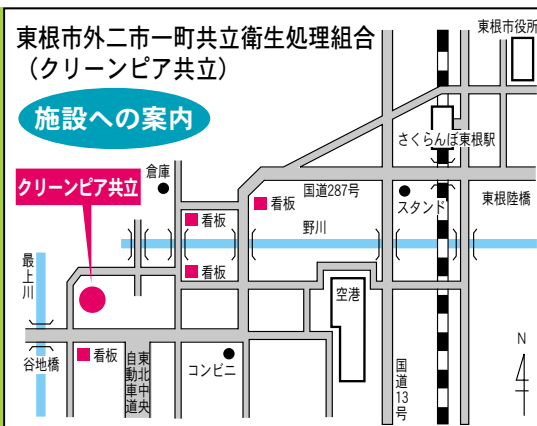 東根市外二市一町共立衛生処理組合
（クリーンピア共立）
施設への案内
東根市役所
さくらんぼ東根駅
倉庫
クリーンピア共立
国道287号
看板
スタンド
東根陸橋
看板
野川
看板
最上川
空港
谷地橋
看板
東北中央
自動車道
コンビニ
国道13号
N